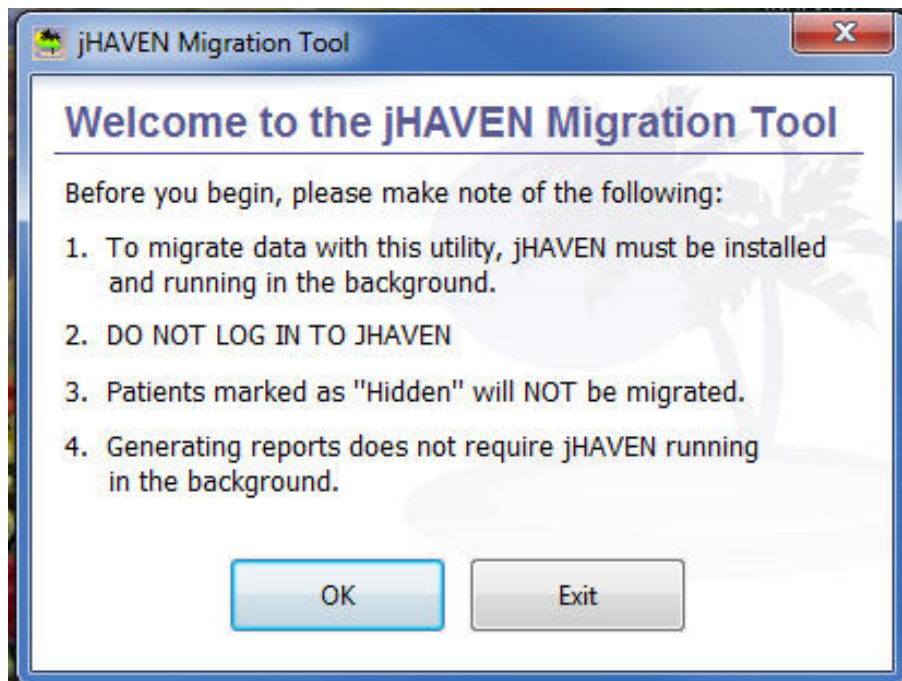 jHAVEN Migration Tool
Welcome to the jHAVEN Migration Tool
Before you begin, please make note of the following:
1. To migrate data with this utility, jHAVEN must be installed
and running in the background.
2. DO NOT LOG IN TO JHAVEN
3. Patients marked as "Hidden" will NOT be migrated.
4. Generating reports does not require jHAVEN running
in the background.
OK Exit